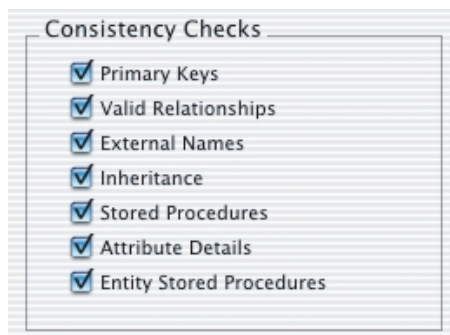 Consistency Checks
Primary Keys
Valid Relationships
External Names
Inheritance
Stored Procedures
Attribute Details
Entity Stored Procedures